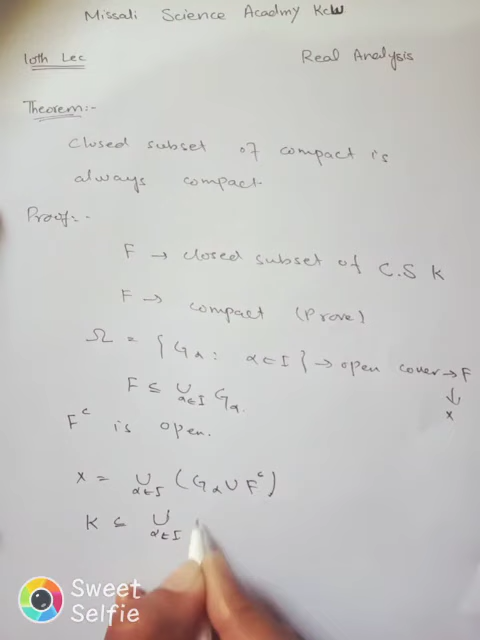 Missali Science Acadmy KCW
10th Lec
Real Analysis
Theorem:-
Closed subset of compact is
always compact.
Proof:-
F → closed subset of C.S K
F → compact (Prove)
Ω = {Gα : α∈I} → open cover → F
↓
x
F ⊆ ∪α∈I Gα.
Fᶜ is open.
X = ∪α∈I (Gα ∪ Fᶜ)
K ⊆ ∪α∈I
Sweet
Selfie